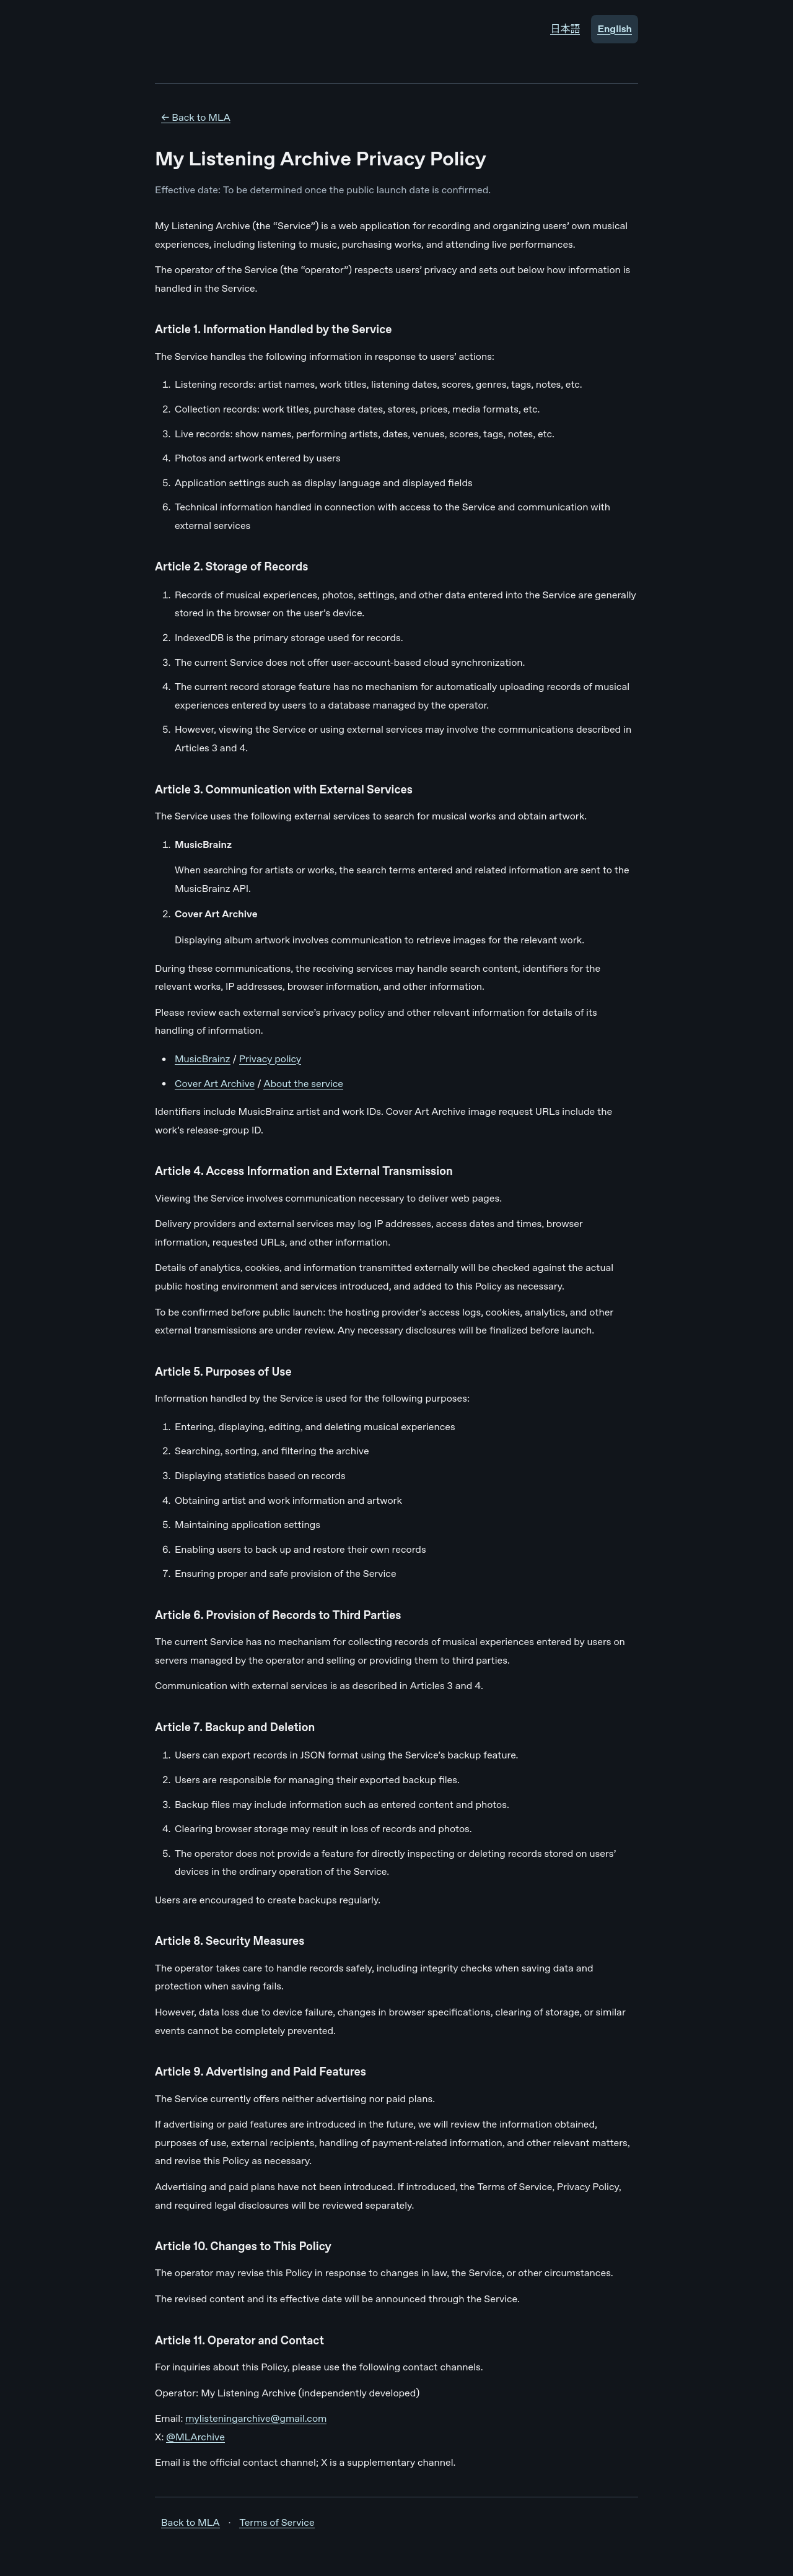 日本語 English
← Back to MLA
My Listening Archive Privacy Policy
Effective date: To be determined once the public launch date is confirmed.
My Listening Archive (the “Service”) is a web application for recording and organizing users’ own musical
experiences, including listening to music, purchasing works, and attending live performances.
The operator of the Service (the “operator”) respects users’ privacy and sets out below how information is
handled in the Service.
Article 1. Information Handled by the Service
The Service handles the following information in response to users’ actions:
1. Listening records: artist names, work titles, listening dates, scores, genres, tags, notes, etc.
2. Collection records: work titles, purchase dates, stores, prices, media formats, etc.
3. Live records: show names, performing artists, dates, venues, scores, tags, notes, etc.
4. Photos and artwork entered by users
5. Application settings such as display language and displayed fields
6. Technical information handled in connection with access to the Service and communication with
external services
Article 2. Storage of Records
1. Records of musical experiences, photos, settings, and other data entered into the Service are generally
stored in the browser on the user’s device.
2. IndexedDB is the primary storage used for records.
3. The current Service does not offer user-account-based cloud synchronization.
4. The current record storage feature has no mechanism for automatically uploading records of musical
experiences entered by users to a database managed by the operator.
5. However, viewing the Service or using external services may involve the communications described in
Articles 3 and 4.
Article 3. Communication with External Services
The Service uses the following external services to search for musical works and obtain artwork.
1. MusicBrainz
When searching for artists or works, the search terms entered and related information are sent to the
MusicBrainz API.
2. Cover Art Archive
Displaying album artwork involves communication to retrieve images for the relevant work.
During these communications, the receiving services may handle search content, identifiers for the
relevant works, IP addresses, browser information, and other information.
Please review each external service’s privacy policy and other relevant information for details of its
handling of information.
• MusicBrainz / Privacy policy
• Cover Art Archive / About the service
Identifiers include MusicBrainz artist and work IDs. Cover Art Archive image request URLs include the
work’s release-group ID.
Article 4. Access Information and External Transmission
Viewing the Service involves communication necessary to deliver web pages.
Delivery providers and external services may log IP addresses, access dates and times, browser
information, requested URLs, and other information.
Details of analytics, cookies, and information transmitted externally will be checked against the actual
public hosting environment and services introduced, and added to this Policy as necessary.
To be confirmed before public launch: the hosting provider’s access logs, cookies, analytics, and other
external transmissions are under review. Any necessary disclosures will be finalized before launch.
Article 5. Purposes of Use
Information handled by the Service is used for the following purposes:
1. Entering, displaying, editing, and deleting musical experiences
2. Searching, sorting, and filtering the archive
3. Displaying statistics based on records
4. Obtaining artist and work information and artwork
5. Maintaining application settings
6. Enabling users to back up and restore their own records
7. Ensuring proper and safe provision of the Service
Article 6. Provision of Records to Third Parties
The current Service has no mechanism for collecting records of musical experiences entered by users on
servers managed by the operator and selling or providing them to third parties.
Communication with external services is as described in Articles 3 and 4.
Article 7. Backup and Deletion
1. Users can export records in JSON format using the Service’s backup feature.
2. Users are responsible for managing their exported backup files.
3. Backup files may include information such as entered content and photos.
4. Clearing browser storage may result in loss of records and photos.
5. The operator does not provide a feature for directly inspecting or deleting records stored on users’
devices in the ordinary operation of the Service.
Users are encouraged to create backups regularly.
Article 8. Security Measures
The operator takes care to handle records safely, including integrity checks when saving data and
protection when saving fails.
However, data loss due to device failure, changes in browser specifications, clearing of storage, or similar
events cannot be completely prevented.
Article 9. Advertising and Paid Features
The Service currently offers neither advertising nor paid plans.
If advertising or paid features are introduced in the future, we will review the information obtained,
purposes of use, external recipients, handling of payment-related information, and other relevant matters,
and revise this Policy as necessary.
Advertising and paid plans have not been introduced. If introduced, the Terms of Service, Privacy Policy,
and required legal disclosures will be reviewed separately.
Article 10. Changes to This Policy
The operator may revise this Policy in response to changes in law, the Service, or other circumstances.
The revised content and its effective date will be announced through the Service.
Article 11. Operator and Contact
For inquiries about this Policy, please use the following contact channels.
Operator: My Listening Archive (independently developed)
Email: mylisteningarchive@gmail.com
X: @MLArchive
Email is the official contact channel; X is a supplementary channel.
Back to MLA · Terms of Service